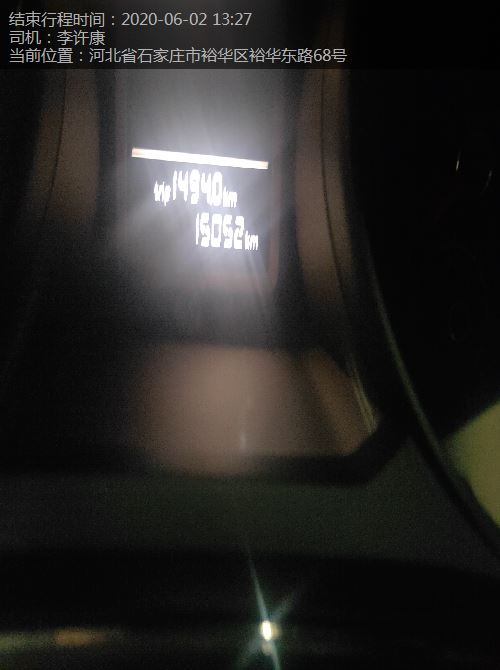 结束行程时间：2020-06-02 13:27
司机：李许康
当前位置：河北省石家庄市裕华区裕华东路68号
trip 1494.0 km
15052 km